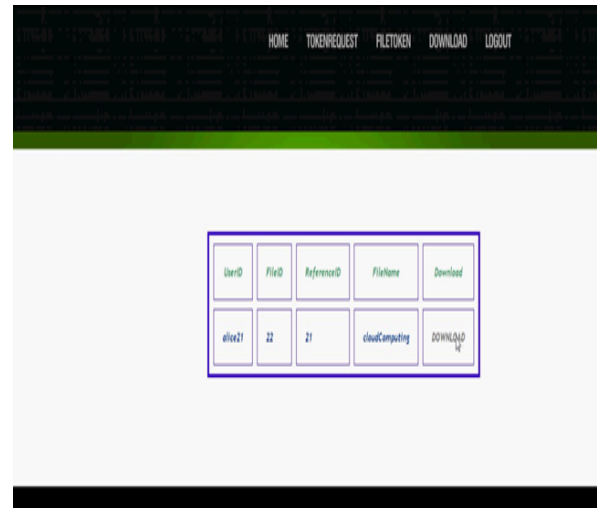 HOME TOKENREQUEST FILETOKEN DOWNLOAD LOGOUT
UserID FileID ReferenceID FileName Download
alice21 22 21 cloudComputing DOWNLOAD